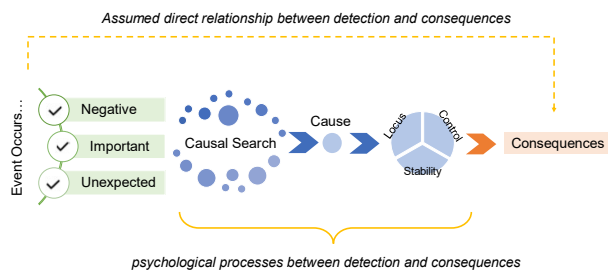 Assumed direct relationship between detection and consequences
Event Occurs...
Negative
Important
Unexpected
Causal Search
Cause
Locus
Control
Stability
Consequences
psychological processes between detection and consequences